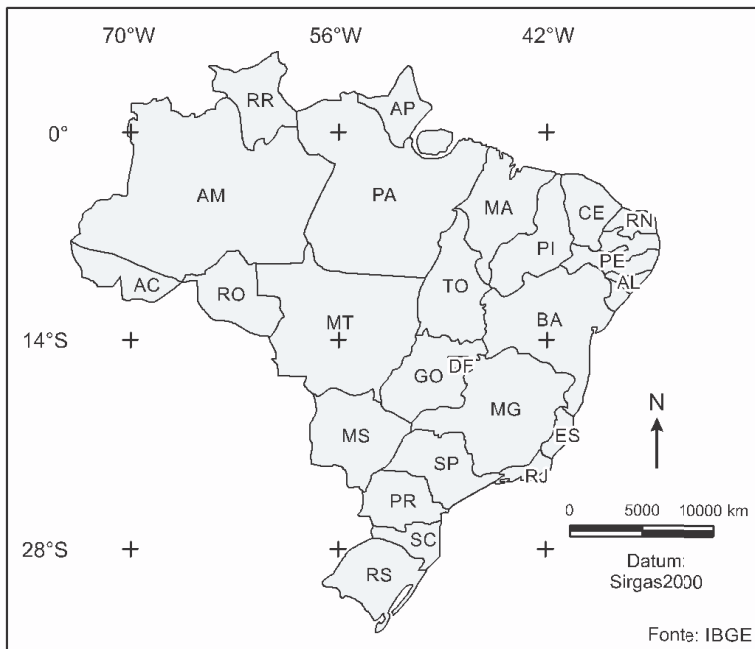 70°W 56°W 42°W
RR
AP
0°
AM
PA
MA
CE
RN
PI
PE
AL
AC
RO
TO
MT
BA
14°S
GO
DF
MG
MS
ES
N
SP
RJ
PR
0 5000 10000 km
28°S
SC
RS
Datum:
Sirgas2000
Fonte: IBGE